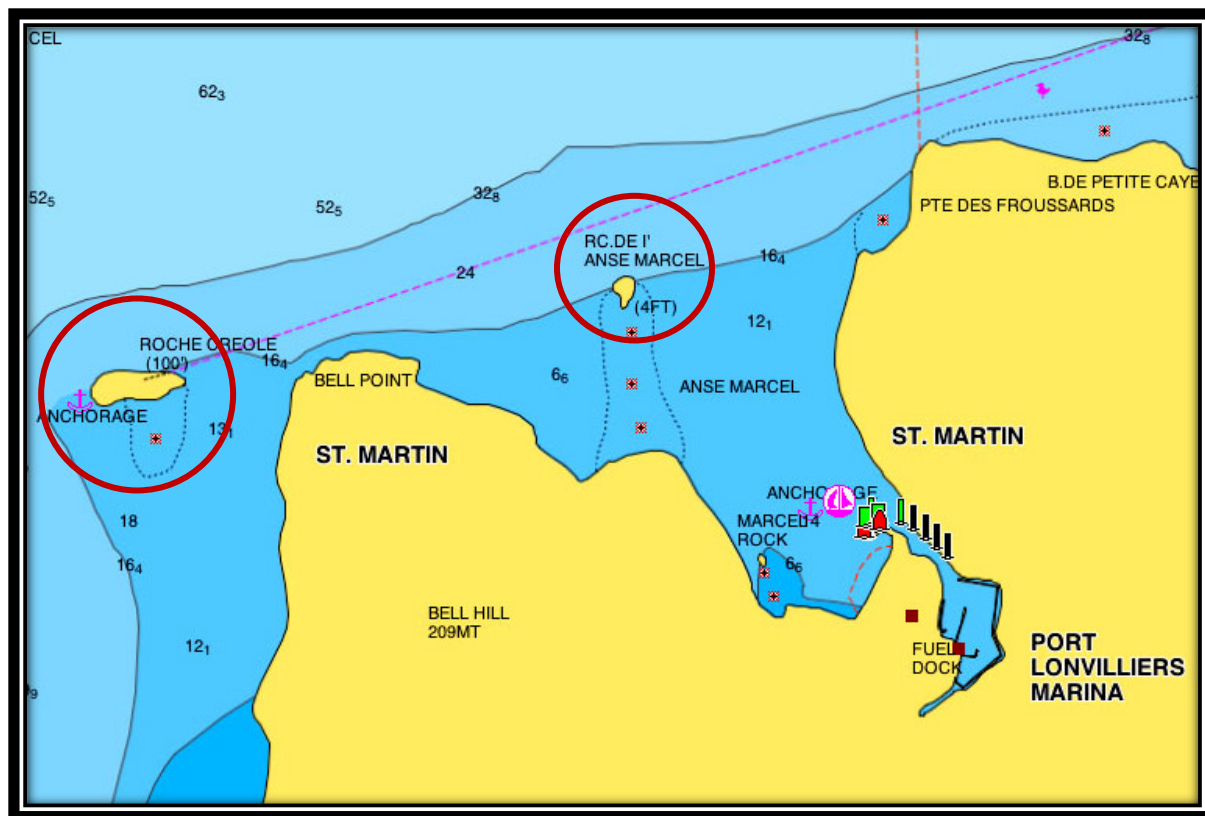 CEL
32₈
62₃
B.DE PETITE CAYE
52₅
32₈
52₅
PTE DES FROUSSARDS
RC.DE l'
ANSE MARCEL
16₄
24
(4FT)
12₁
ROCHE CREOLE
(100')
16₄
6₆
BELL POINT
ANSE MARCEL
ANCHORAGE
13₁
ST. MARTIN
ST. MARTIN
ANCHORAGE
18
MARCEL
ROCK
14
16₄
6₆
BELL HILL
209MT
12₁
FUEL
DOCK
PORT
LONVILLIERS
MARINA
9